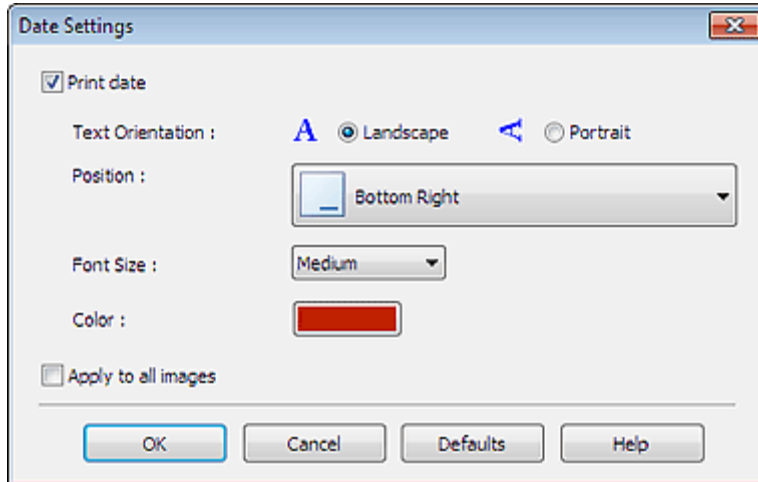 Date Settings
Print date
Text Orientation : A Landscape A Portrait
Position : Bottom Right
Font Size : Medium
Color :
Apply to all images
OK Cancel Defaults Help